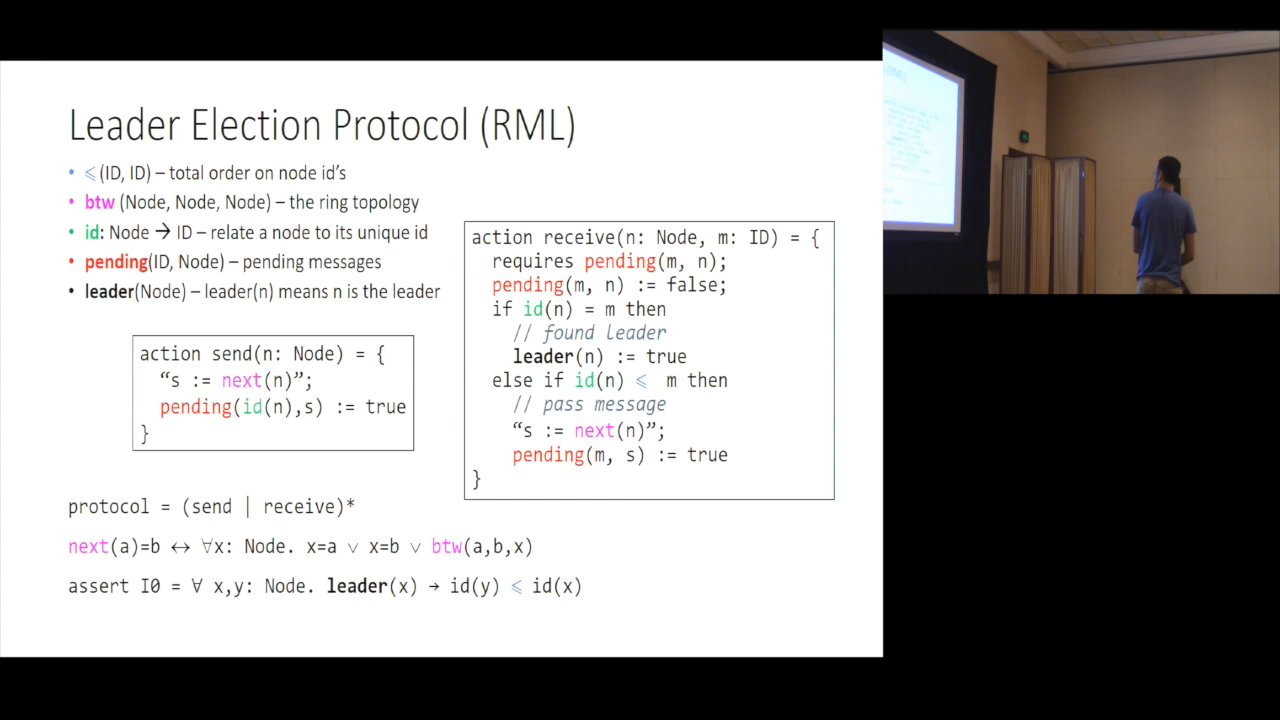 Leader Election Protocol (RML)
• ⩽ (ID, ID) – total order on node id’s
• btw (Node, Node, Node) – the ring topology
• id: Node → ID – relate a node to its unique id
• pending(ID, Node) – pending messages
• leader(Node) – leader(n) means n is the leader
action send(n: Node) = {
“s := next(n)”;
pending(id(n),s) := true
}
action receive(n: Node, m: ID) = {
requires pending(m, n);
pending(m, n) := false;
if id(n) = m then
// found leader
leader(n) := true
else if id(n) ⩽ m then
// pass message
“s := next(n)”;
pending(m, s) := true
}
protocol = (send | receive)*
next(a)=b ↔ ∀x: Node. x=a ∨ x=b ∨ btw(a,b,x)
assert I0 = ∀ x,y: Node. leader(x) → id(y) ⩽ id(x)